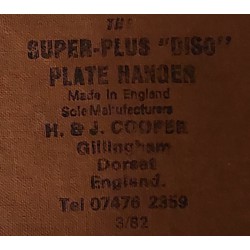 THE
SUPER-PLUS "DISC"
PLATE HANGER
Made in England
Sole Manufacturers
H. & J. COOPER
Gillingham
Dorset
England.
Tel 07476 2359
3/82